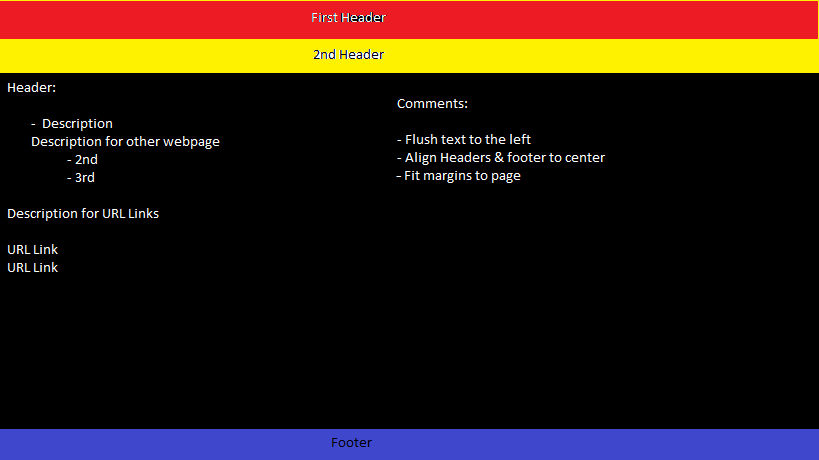 First Header
2nd Header
Header:
- Description
Description for other webpage
- 2nd
- 3rd
Description for URL Links
URL Link
URL Link
Comments:
- Flush text to the left
- Align Headers & footer to center
- Fit margins to page
Footer